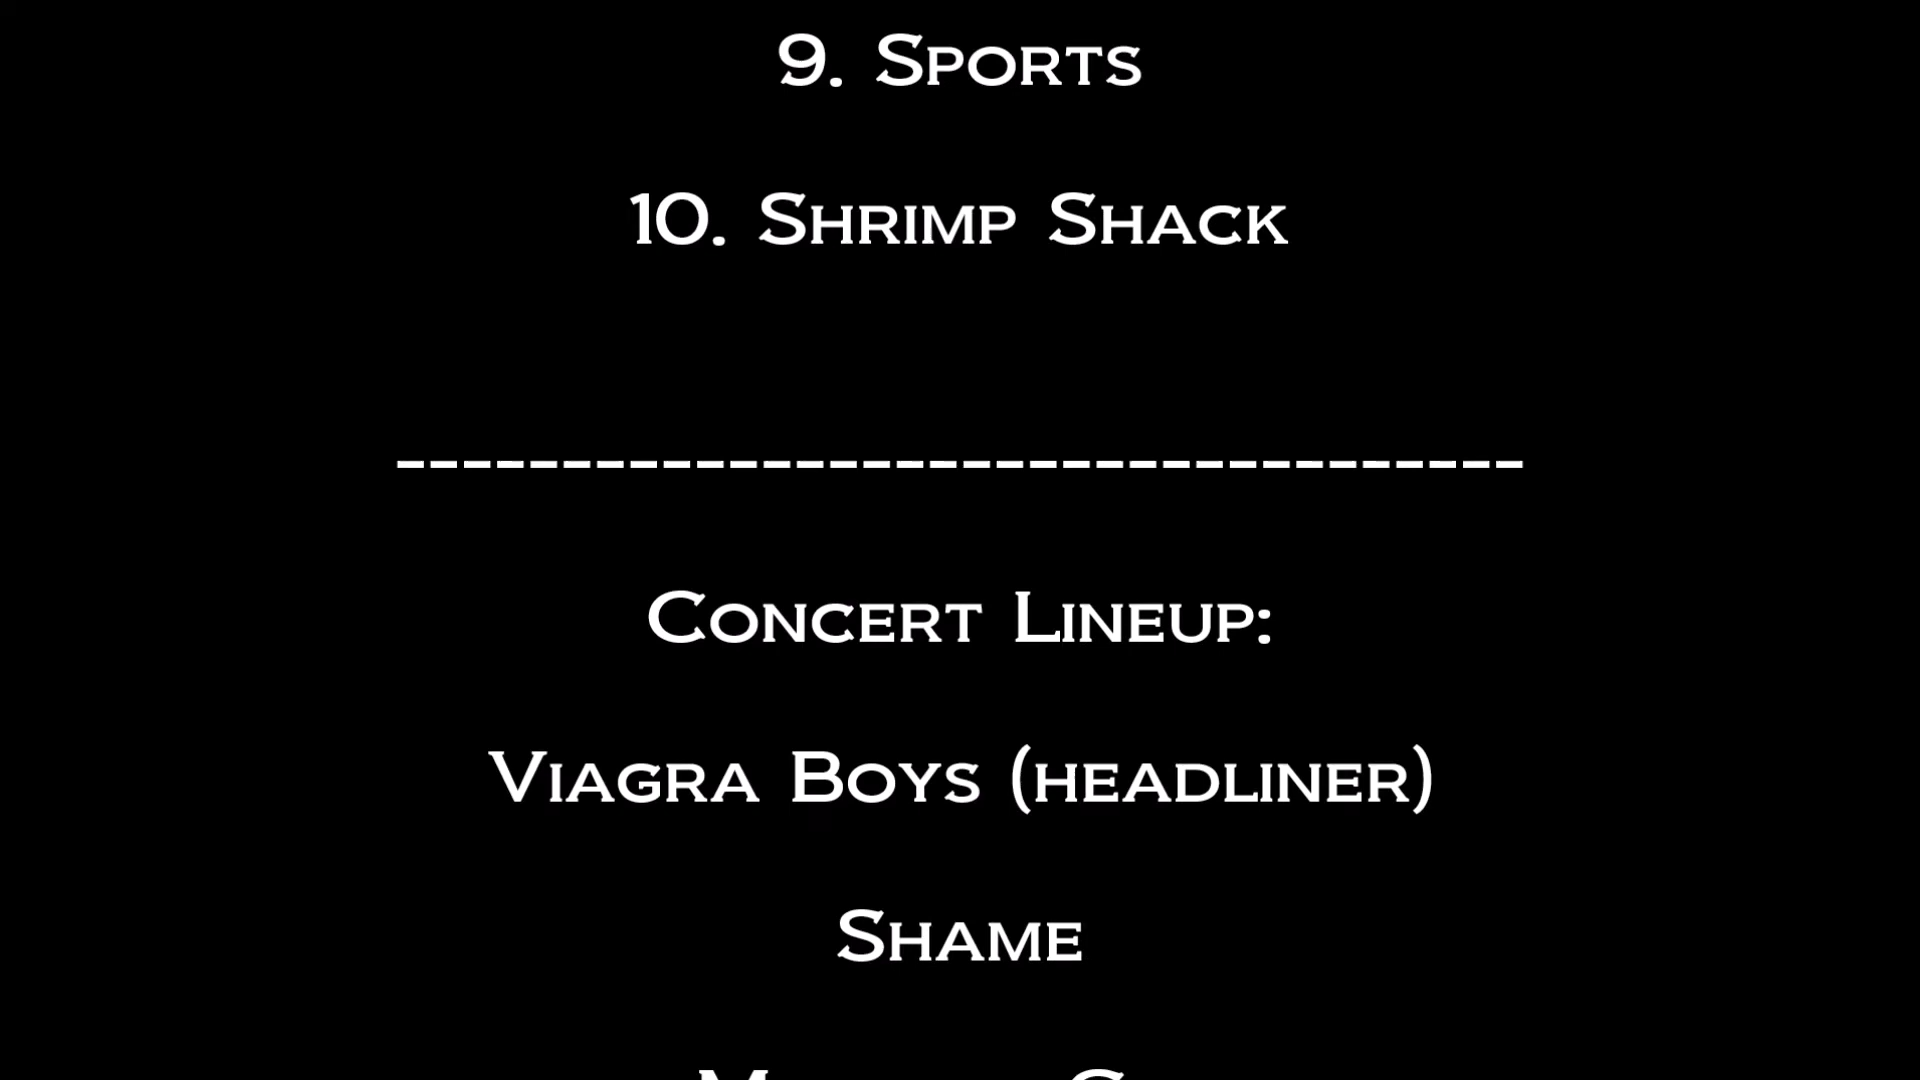 9. Sports
10. Shrimp Shack
----------------------------------
Concert Lineup:
Viagra Boys (headliner)
Shame